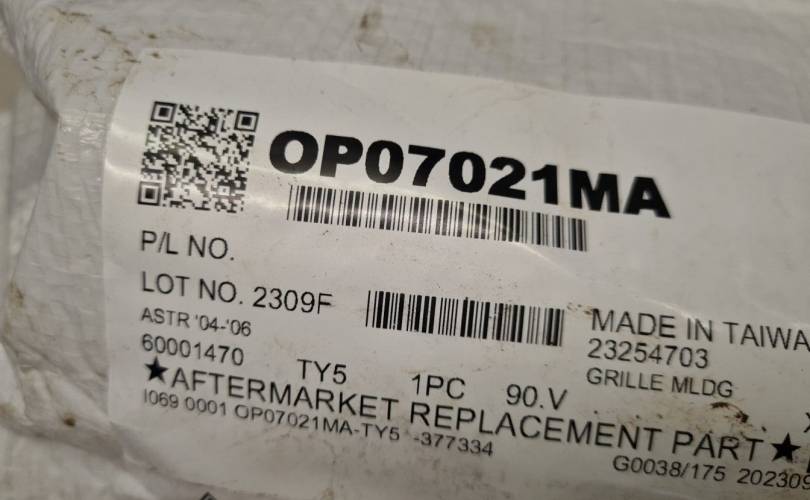 OP07021MA
P/L NO.
LOT NO. 2309F
MADE IN TAIWA
ASTR '04-'06
23254703
60001470 TY5 1PC 90.V GRILLE MLDG
★AFTERMARKET REPLACEMENT PART★
I069 0001 OP07021MA-TY5 -377334
G0038/175 202309